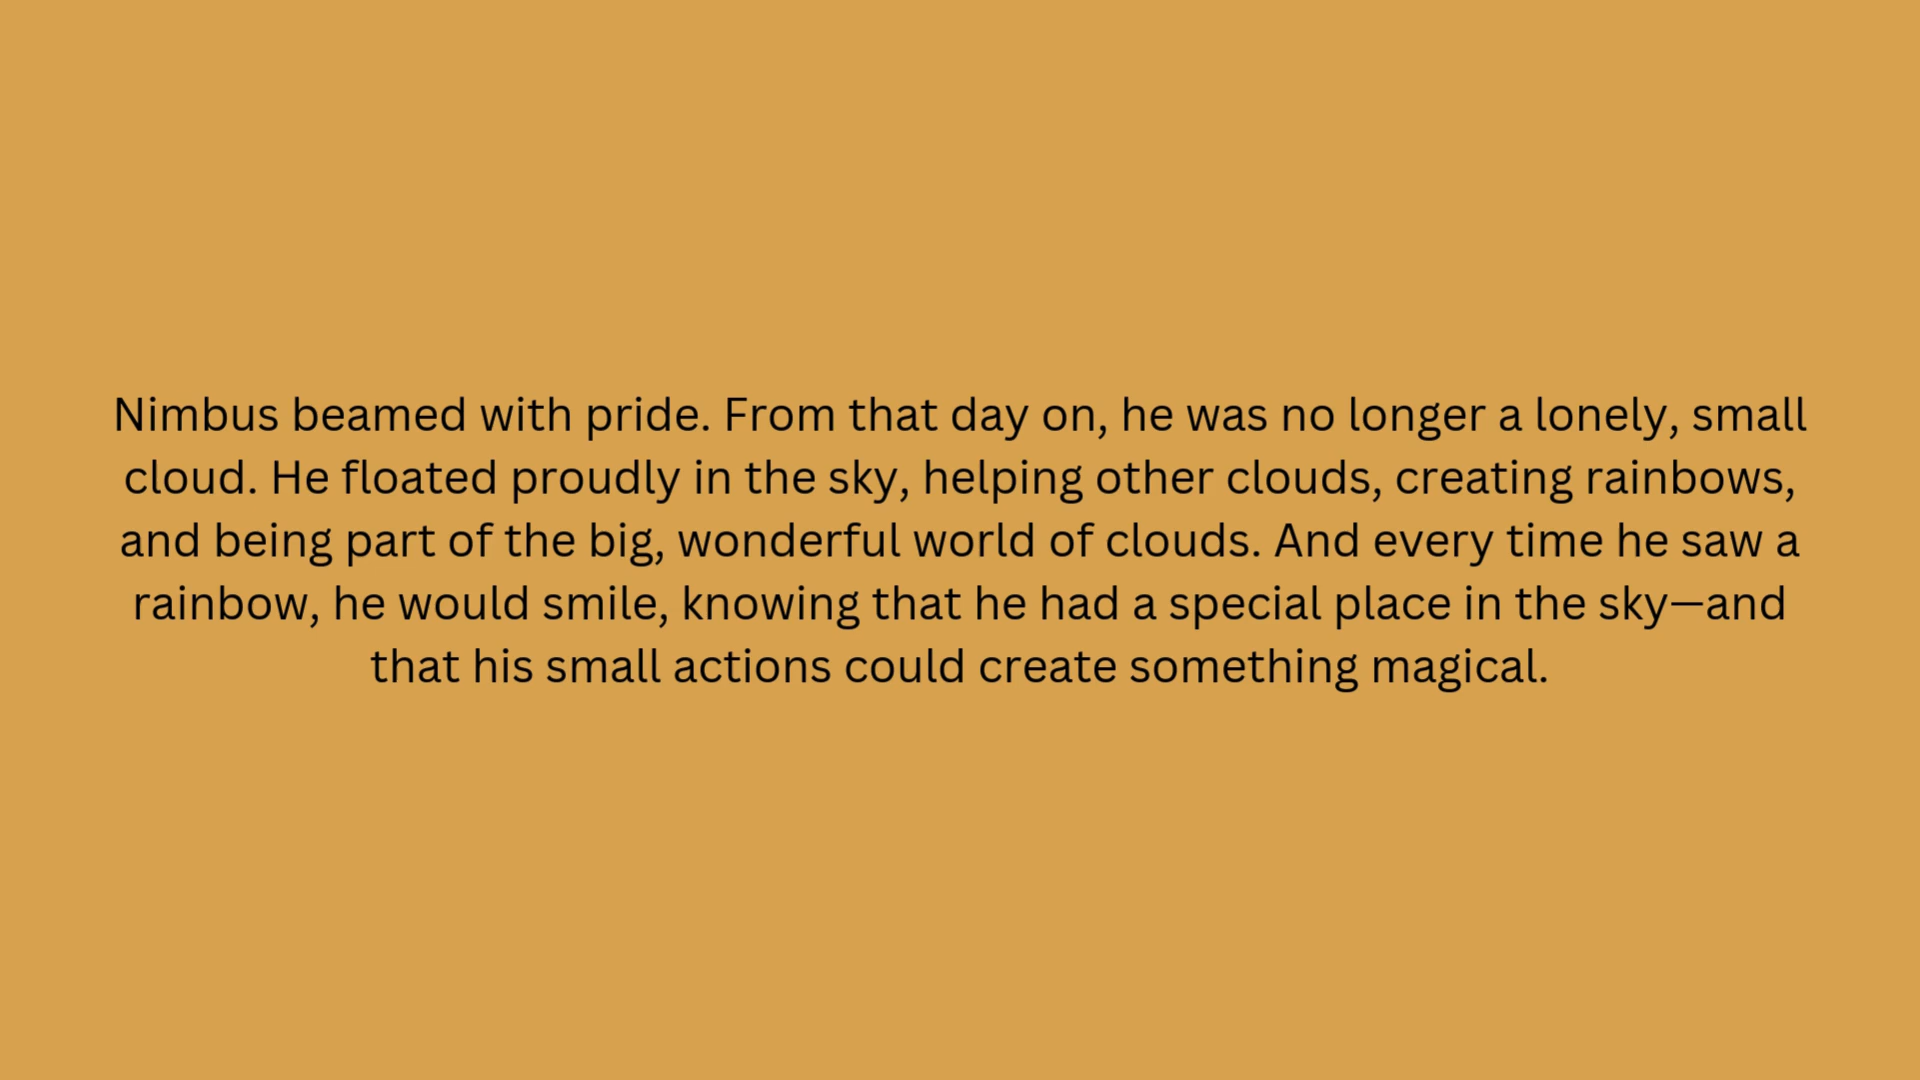 Nimbus beamed with pride. From that day on, he was no longer a lonely, small
cloud. He floated proudly in the sky, helping other clouds, creating rainbows,
and being part of the big, wonderful world of clouds. And every time he saw a
rainbow, he would smile, knowing that he had a special place in the sky—and
that his small actions could create something magical.